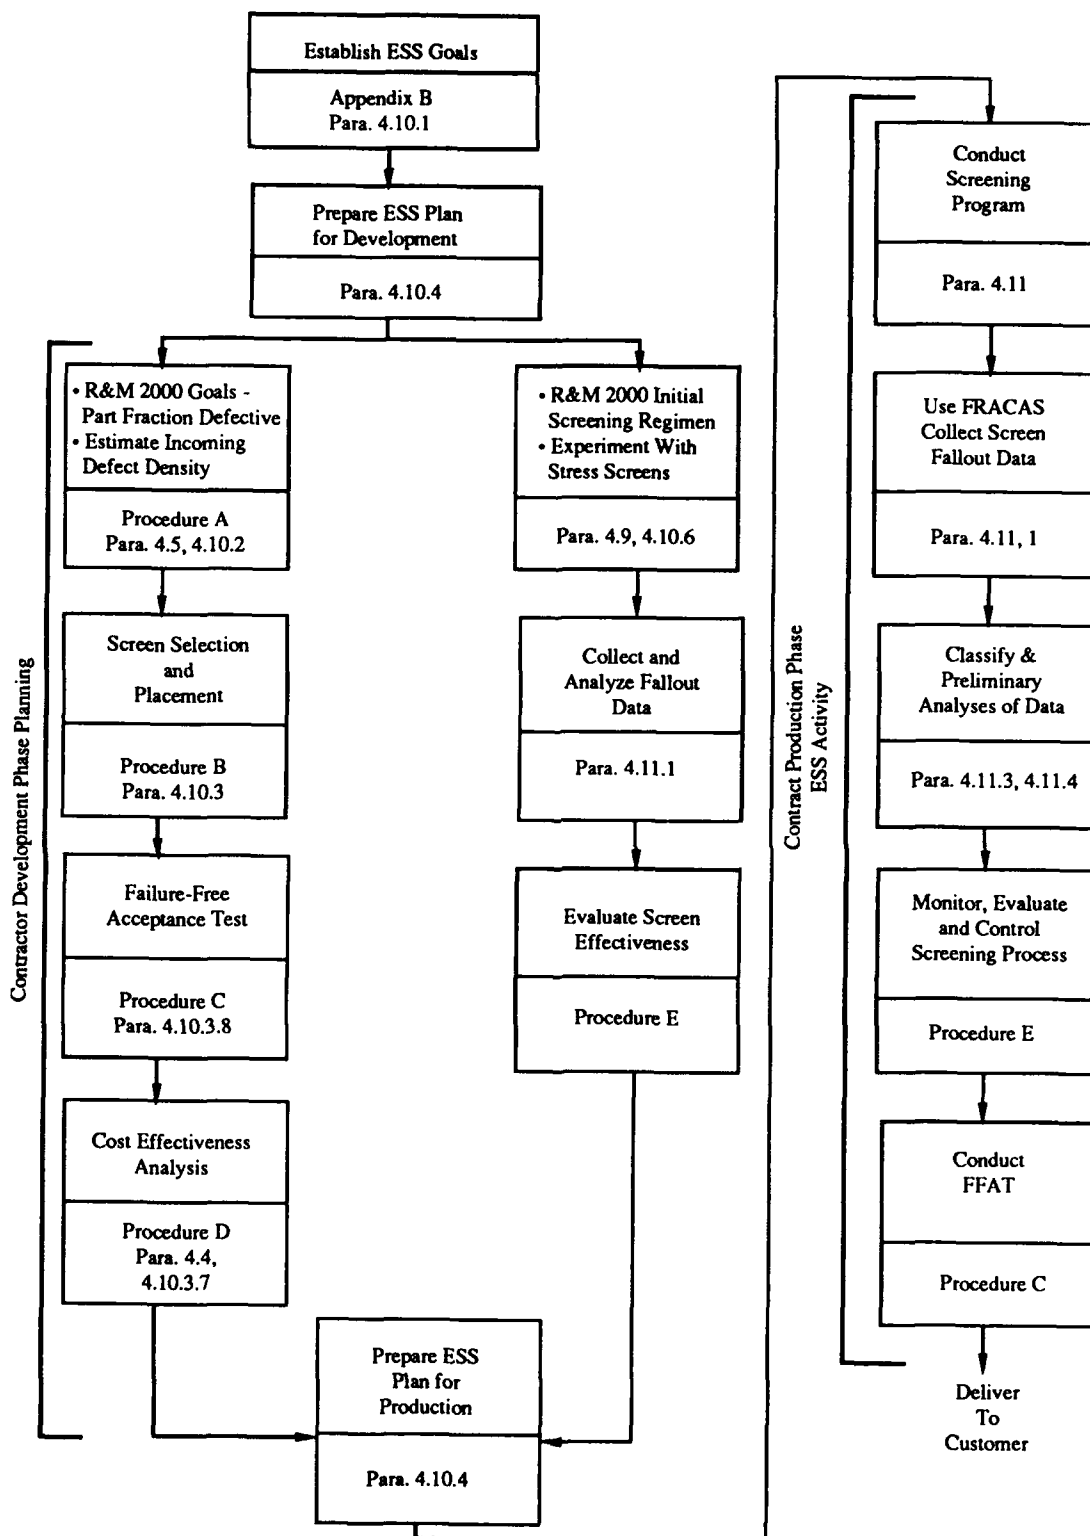 Establish ESS Goals
Appendix B
Para. 4.10.1
Prepare ESS Plan
for Development
Para. 4.10.4
Contractor Development Phase Planning
• R&M 2000 Goals -
Part Fraction Defective
• Estimate Incoming
Defect Density
Procedure A
Para. 4.5, 4.10.2
Screen Selection
and
Placement
Procedure B
Para. 4.10.3
Failure-Free
Acceptance Test
Procedure C
Para. 4.10.3.8
Cost Effectiveness
Analysis
Procedure D
Para. 4.4,
4.10.3.7
• R&M 2000 Initial
Screening Regimen
• Experiment With
Stress Screens
Para. 4.9, 4.10.6
Collect and
Analyze Fallout
Data
Para. 4.11.1
Evaluate Screen
Effectiveness
Procedure E
Prepare ESS
Plan for
Production
Para. 4.10.4
Contract Production Phase
ESS Activity
Conduct
Screening
Program
Para. 4.11
Use FRACAS
Collect Screen
Fallout Data
Para. 4.11, 1
Classify &
Preliminary
Analyses of Data
Para. 4.11.3, 4.11.4
Monitor, Evaluate
and Control
Screening Process
Procedure E
Conduct
FFAT
Procedure C
Deliver
To
Customer